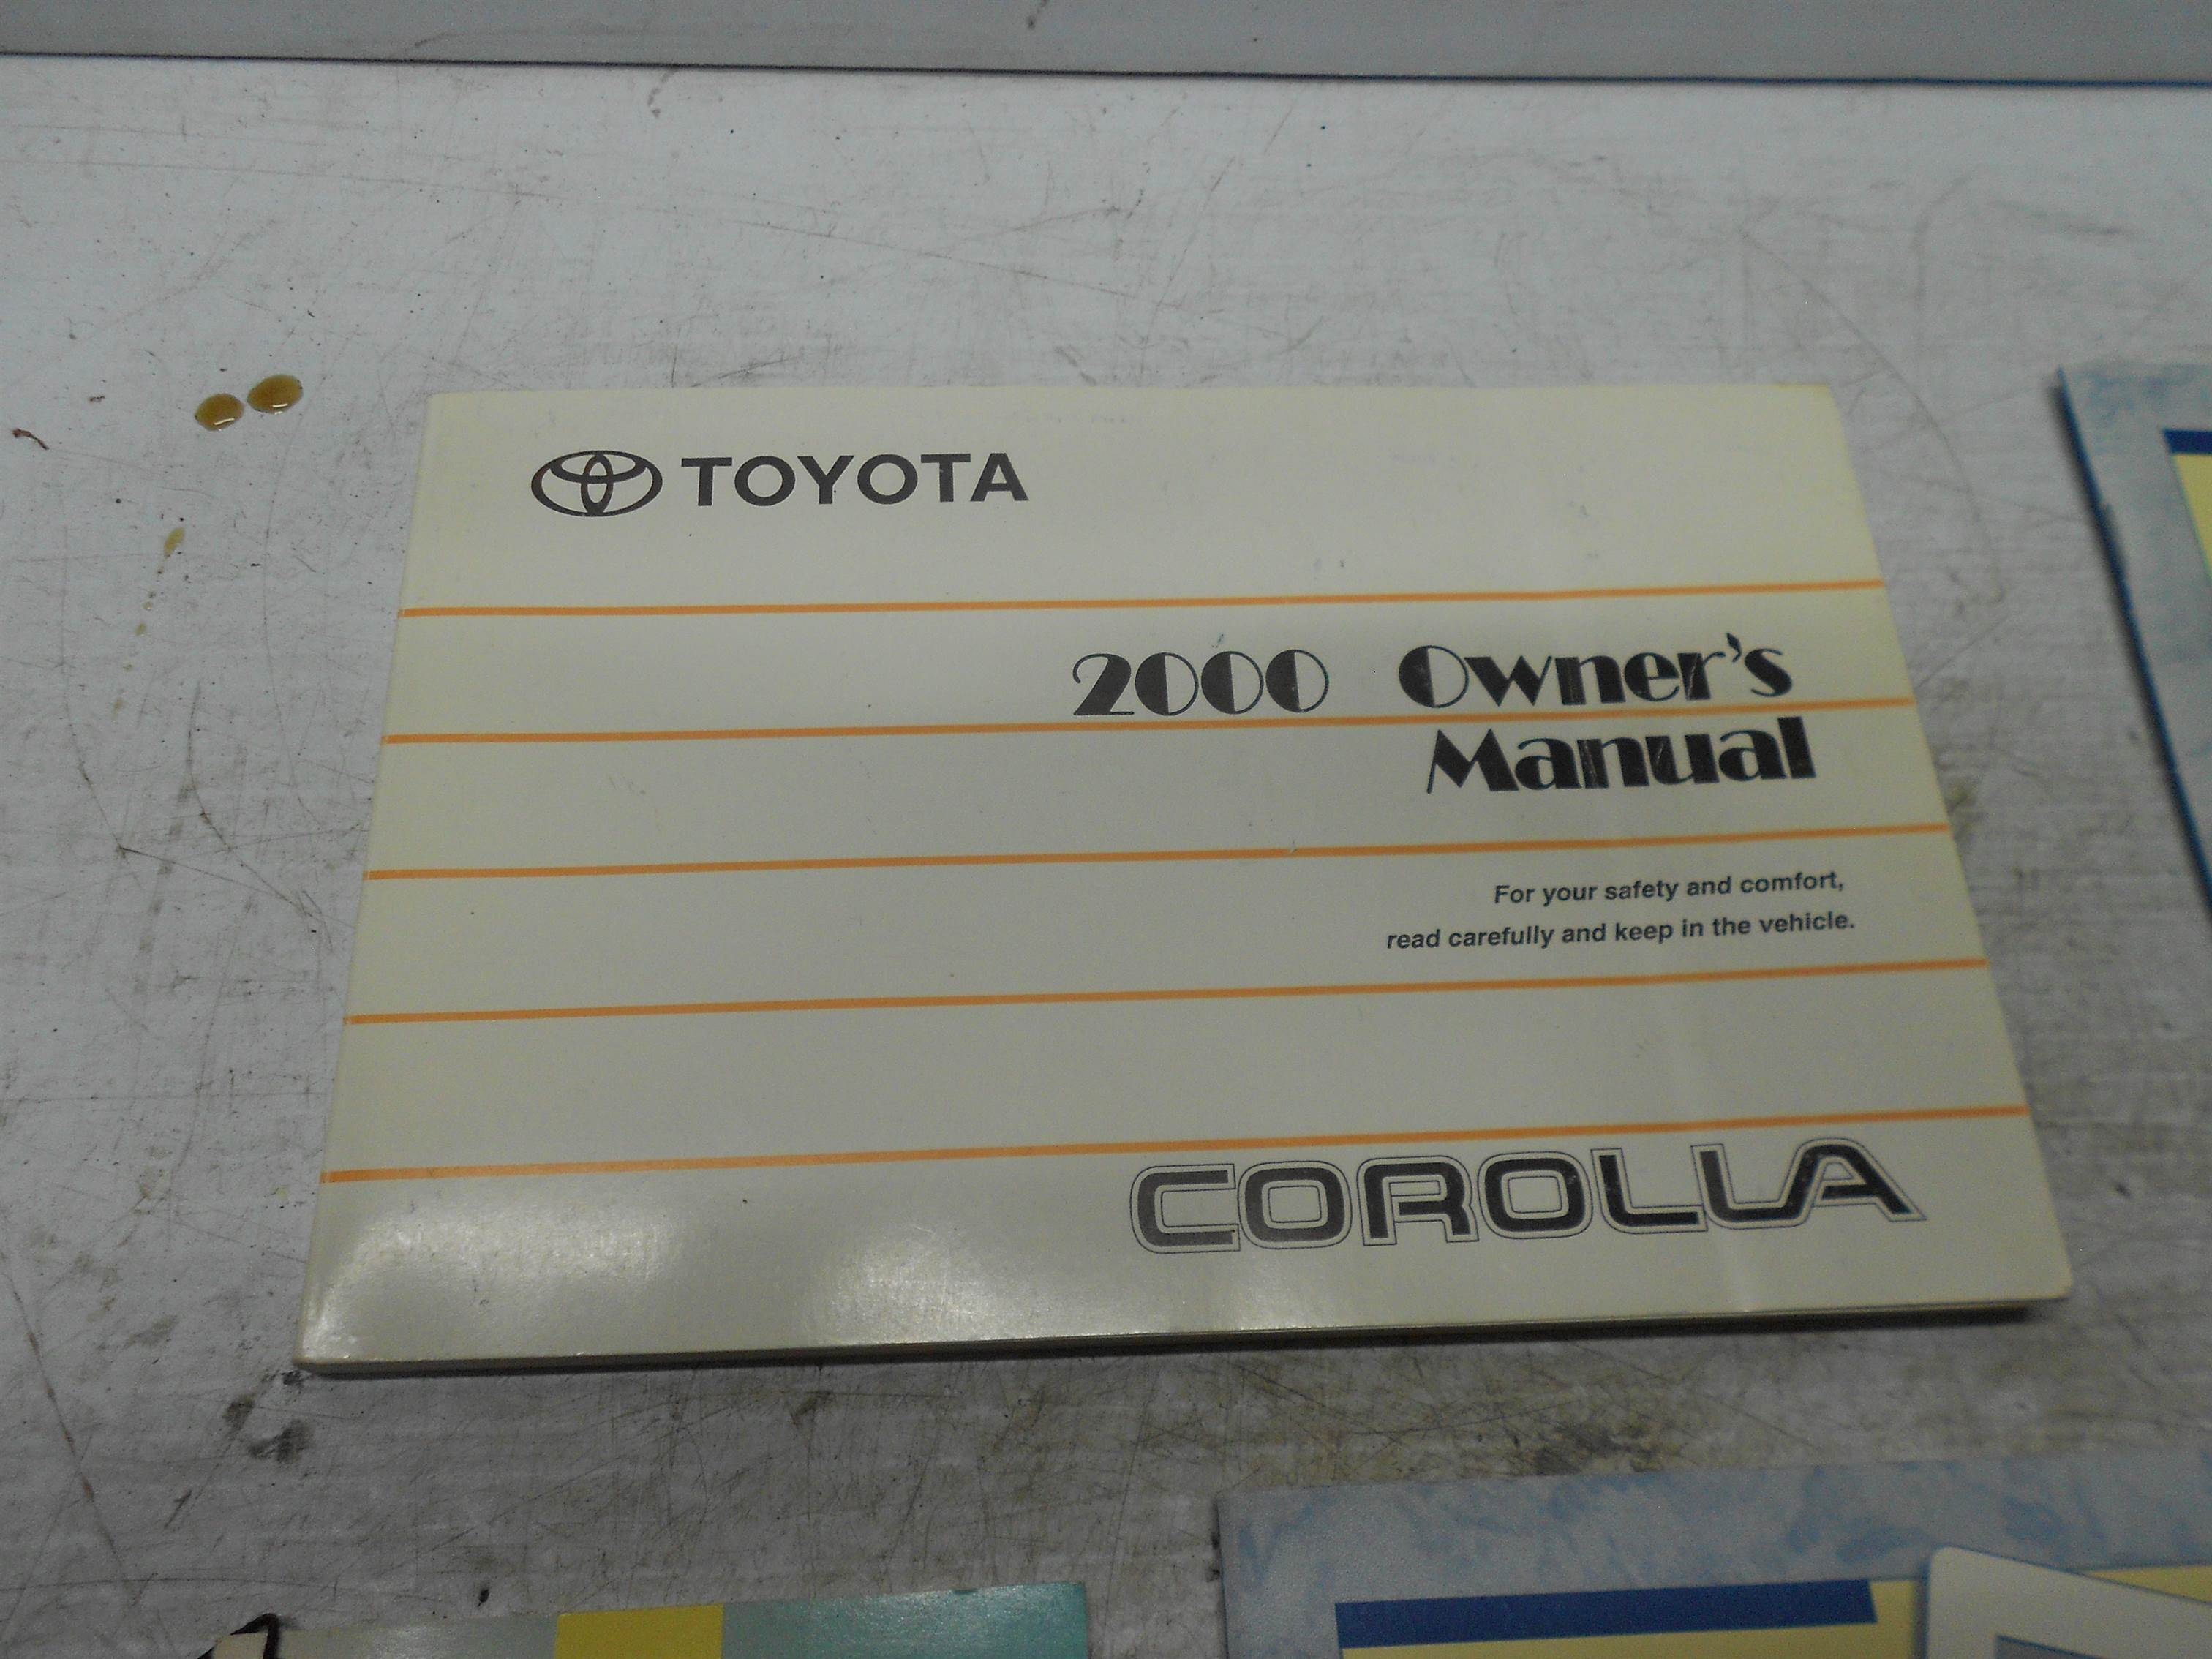 TOYOTA
2000 Owner's
Manual
For your safety and comfort,
read carefully and keep in the vehicle.
COROLLA